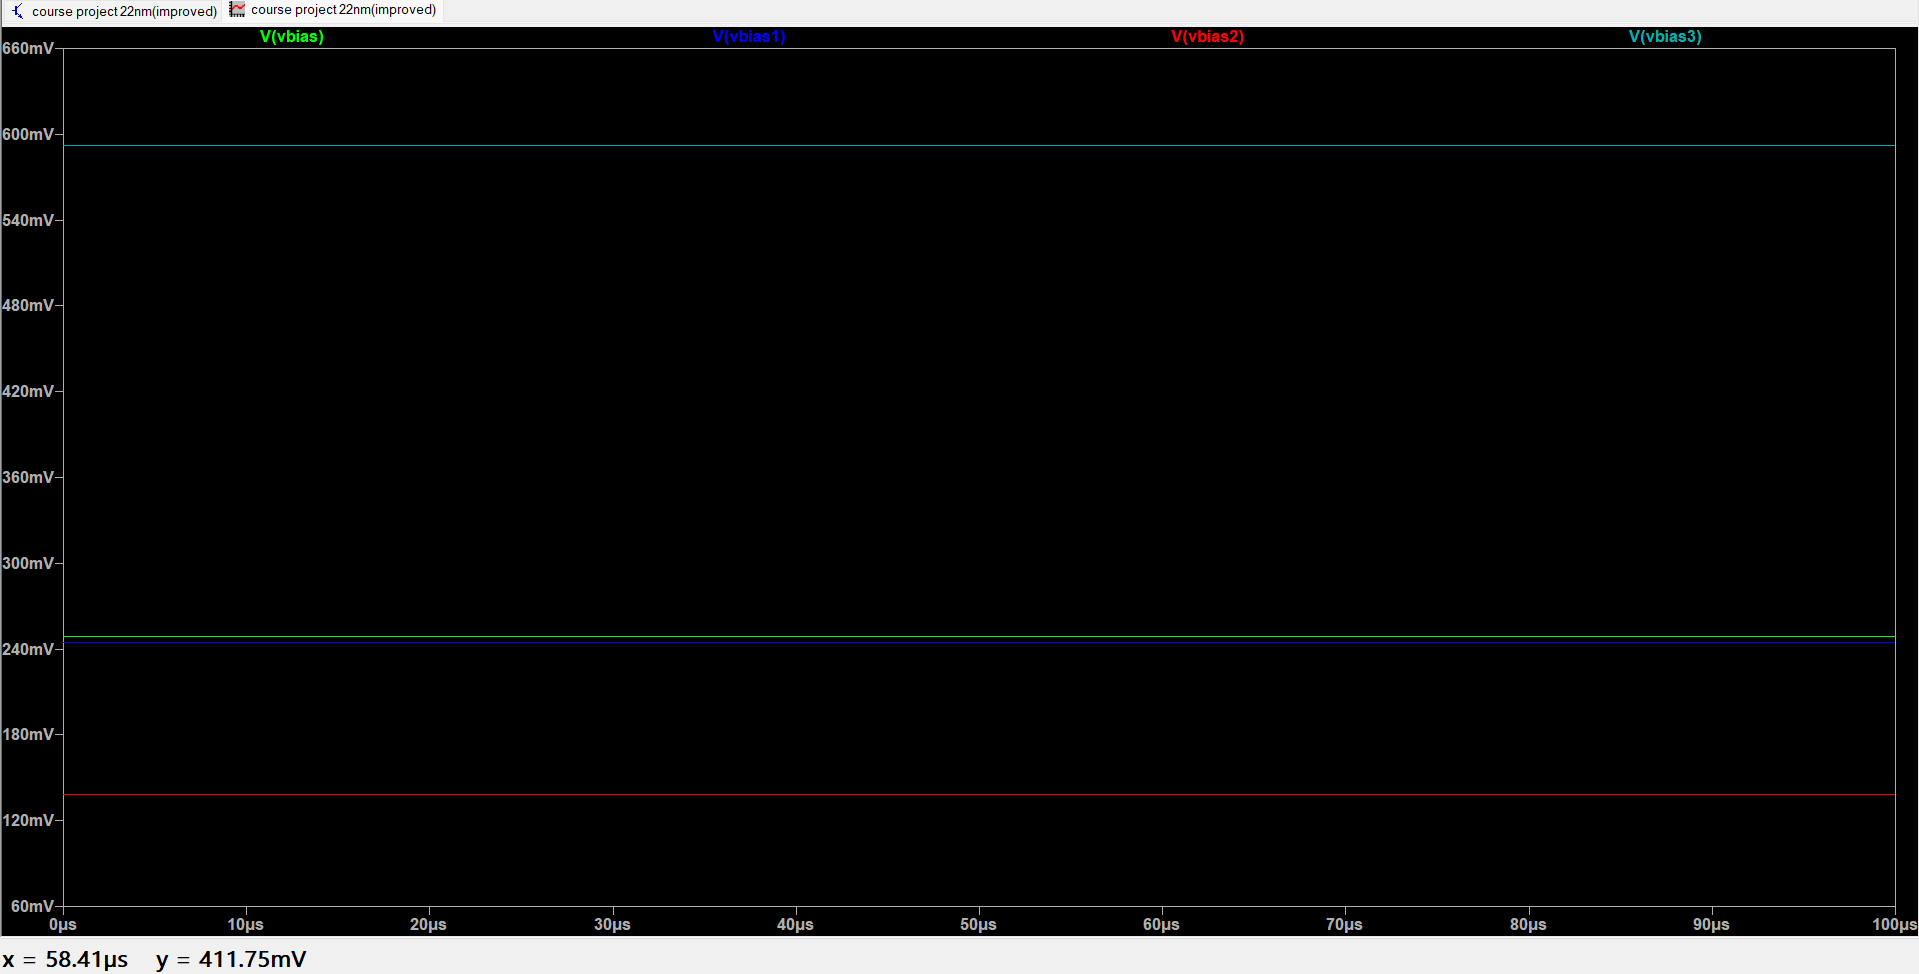 course project 22nm(improved) course project 22nm(improved)
V(vbias) V(vbias1) V(vbias2) V(vbias3)
660mV
600mV
540mV
480mV
420mV
360mV
300mV
240mV
180mV
120mV
60mV
0µs 10µs 20µs 30µs 40µs 50µs 60µs 70µs 80µs 90µs 100µs
x = 58.41µs y = 411.75mV